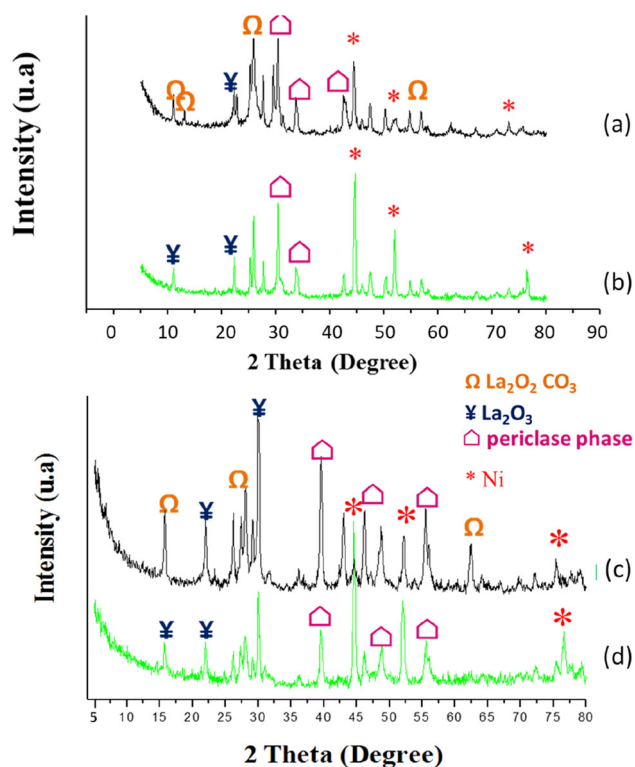 Ω
Ω
Ω
¥
*
*
Ω
*
(a)
Intensity (u.a)
*
¥
¥
*
*
(b)
0 10 20 30 40 50 60 70 80 90
2 Theta (Degree)
Ω La₂O₂ CO₃
¥ La₂O₃
periclase phase
* Ni
¥
Ω
¥
Ω
*
*
Ω
*
(c)
Intensity (u.a)
¥
¥
*
(d)
5 10 15 20 25 30 35 40 45 50 55 60 65 70 75 80
2 Theta (Degree)